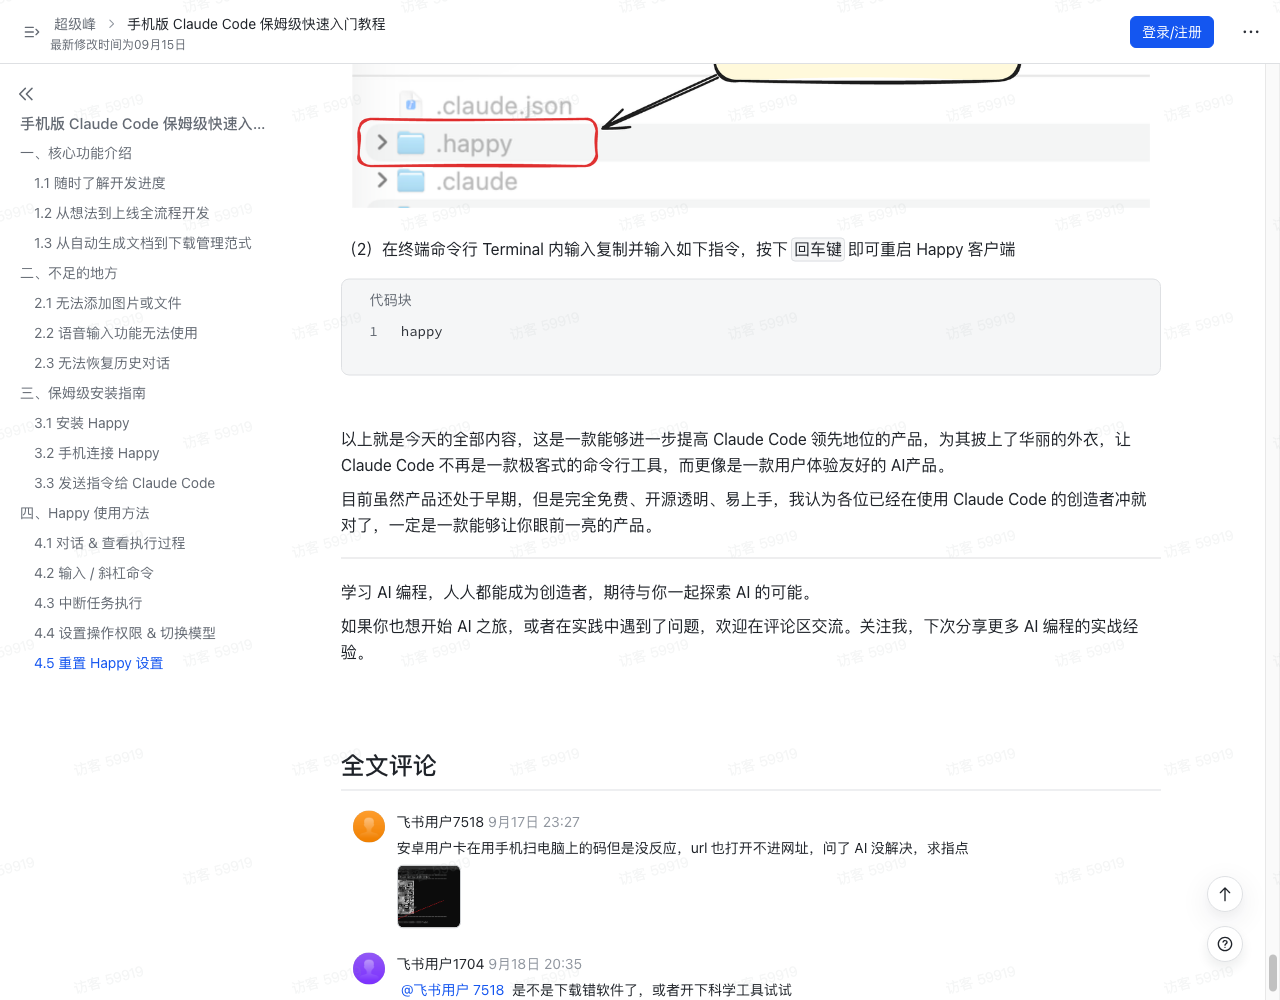 超级峰 > 手机版 Claude Code 保姆级快速入门教程
登录/注册
最新修改时间为09月15日
手机版 Claude Code 保姆级快速入...
一、核心功能介绍
1.1 随时了解开发进度
1.2 从想法到上线全流程开发
1.3 从自动生成文档到下载管理范式
二、不足的地方
2.1 无法添加图片或文件
2.2 语音输入功能无法使用
2.3 无法恢复历史对话
三、保姆级安装指南
3.1 安装 Happy
3.2 手机连接 Happy
3.3 发送指令给 Claude Code
四、Happy 使用方法
4.1 对话 & 查看执行过程
4.2 输入 / 斜杠命令
4.3 中断任务执行
4.4 设置操作权限 & 切换模型
4.5 重置 Happy 设置
.claude.json
.happy
.claude
（2）在终端命令行 Terminal 内输入复制并输入如下指令，按下 回车键 即可重启 Happy 客户端
代码块
1 happy
以上就是今天的全部内容，这是一款能够进一步提高 Claude Code 领先地位的产品，为其披上了华丽的外衣，让
Claude Code 不再是一款极客式的命令行工具，而更像是一款用户体验友好的 AI产品。
目前虽然产品还处于早期，但是完全免费、开源透明、易上手，我认为各位已经在使用 Claude Code 的创造者冲就
对了，一定是一款能够让你眼前一亮的产品。
学习 AI 编程，人人都能成为创造者，期待与你一起探索 AI 的可能。
如果你也想开始 AI 之旅，或者在实践中遇到了问题，欢迎在评论区交流。关注我，下次分享更多 AI 编程的实战经
验。
全文评论
飞书用户7518 9月17日 23:27
安卓用户卡在用手机扫电脑上的码但是没反应，url 也打开不进网址，问了 AI 没解决，求指点
飞书用户1704 9月18日 20:35
@飞书用户 7518 是不是下载错软件了，或者开下科学工具试试
访客 59919